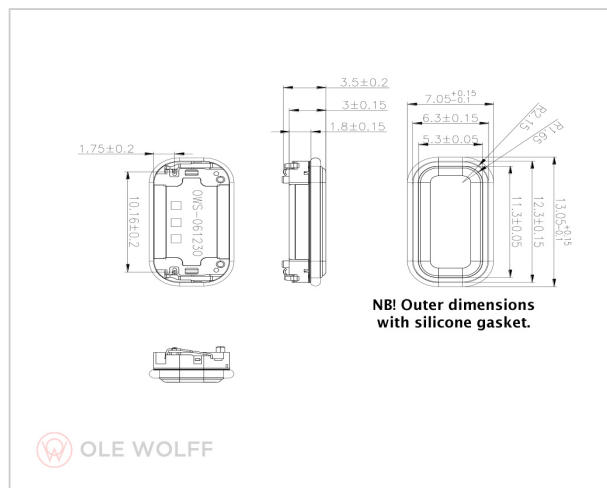 3.5±0.2
3±0.15
1.8±0.15
7.05+0.15-0.1
6.3±0.15
5.3±0.05
R2.15
R1.65
1.75±0.2
10.16±0.2
OWS-061230
11.3±0.05
12.3±0.15
13.05+0.15-0.1
NB! Outer dimensions
with silicone gasket.
OLE WOLFF